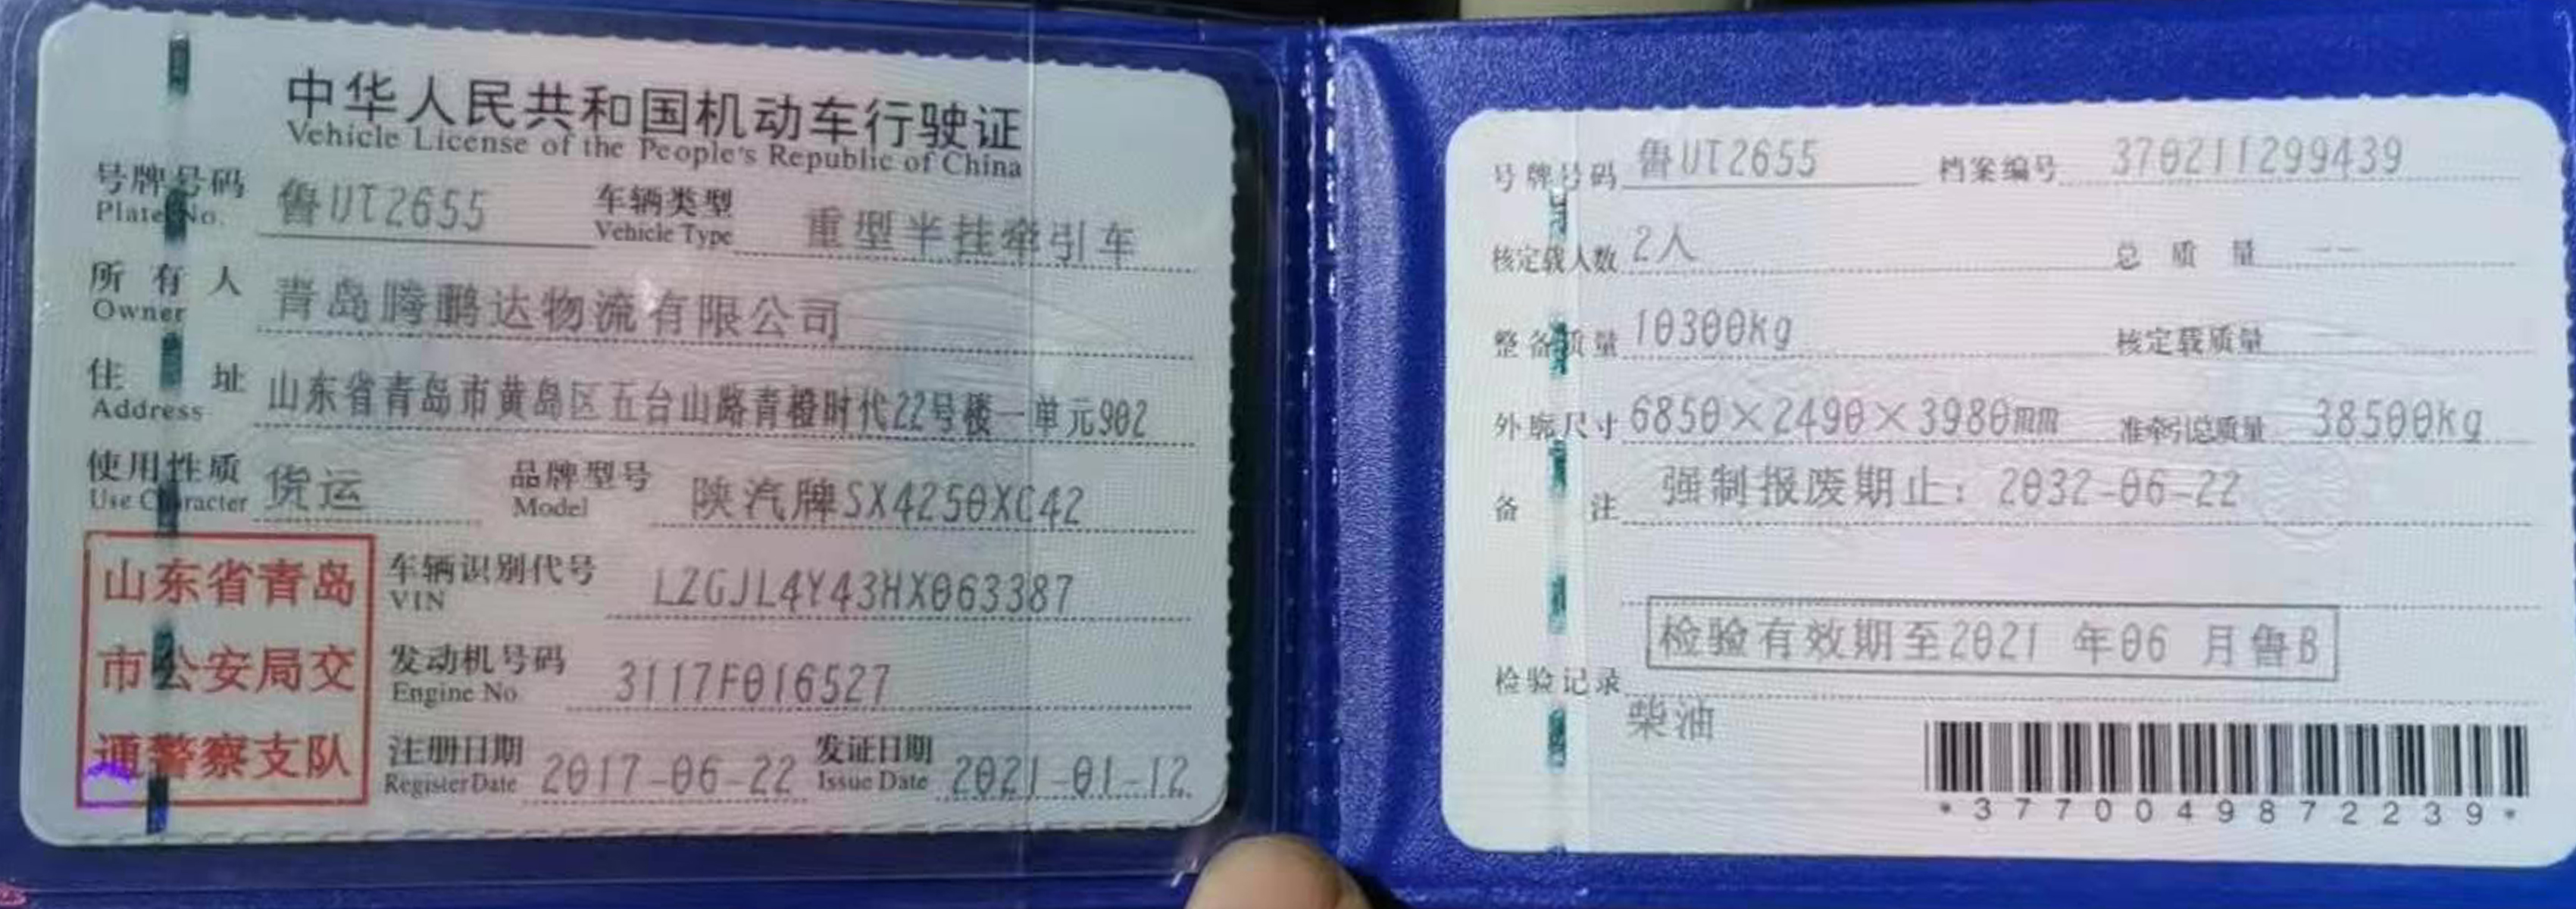 中华人民共和国机动车行驶证
Vehicle License of the People's Republic of China
号牌号码 鲁UT2655 车辆类型 重型半挂牵引车
Plate No. Vehicle Type
所有人 青岛腾鹏达物流有限公司
Owner
住址 山东省青岛市黄岛区五台山路青橙时代22号楼一单元902
Address
使用性质 货运 品牌型号 陕汽牌SX4250XC42
Use Character Model
山东省青岛
市公安局交
通警察支队
车辆识别代号 LZGJL4Y43HX063387
VIN
发动机号码 3117F016527
Engine No
注册日期 2017-06-22 发证日期 2021-01-12
Register Date Issue Date
号牌号码 鲁UT2655 档案编号 370211299439
核定载人数 2人 总质量 --
整备质量 10300kg 核定载质量
外廓尺寸 6850×2490×3980mm 准牵引总质量 38500kg
备注 强制报废期止：2032-06-22
检验有效期至2021 年06 月鲁B
检验记录
柴油
*3770049872239*